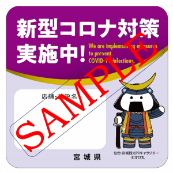 新型コロナ対策
実施中!
We are implementing measures
to prevent
COVID-19 infections.
SAMPLE
店舗・施設名
宮城県